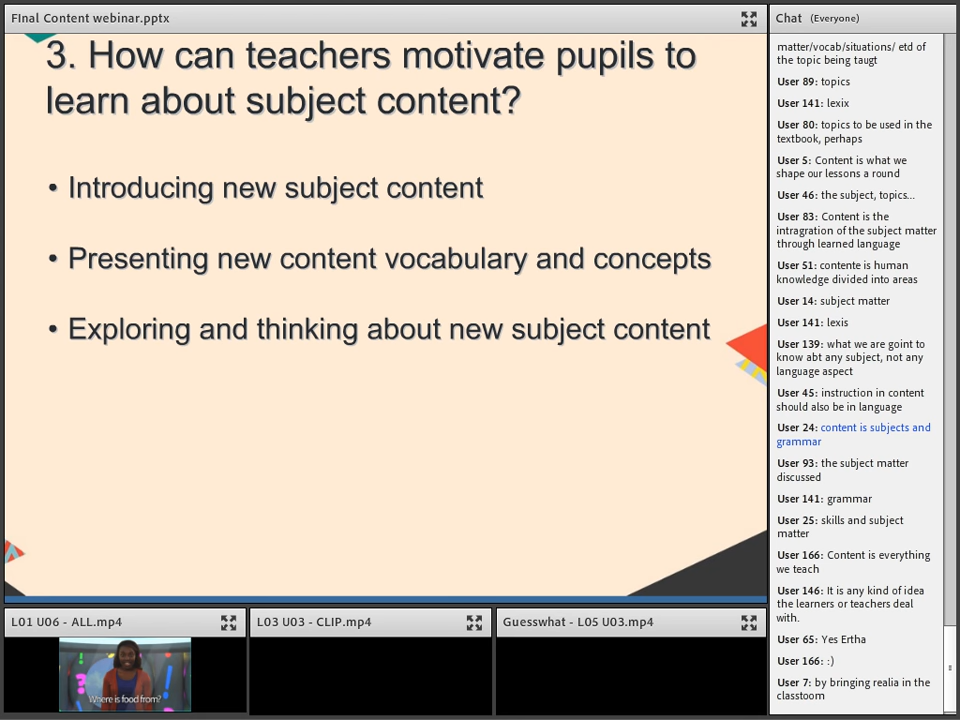 FInal Content webinar.pptx
3. How can teachers motivate pupils to
learn about subject content?
• Introducing new subject content
• Presenting new content vocabulary and concepts
• Exploring and thinking about new subject content
L01 U06 - ALL.mp4
Where is food from?
L03 U03 - CLIP.mp4
Guesswhat - L05 U03.mp4
Chat (Everyone)
matter/vocab/situations/ etd of
the topic being taugt
User 89: topics
User 141: lexix
User 80: topics to be used in the
textbook, perhaps
User 5: Content is what we
shape our lessons a round
User 46: the subject, topics...
User 83: Content is the
intragration of the subject matter
through learned language
User 51: contente is human
knowledge divided into areas
User 14: subject matter
User 141: lexis
User 139: what we are goint to
know abt any subject, not any
language aspect
User 45: instruction in content
should also be in language
User 24: content is subjects and
grammar
User 93: the subject matter
discussed
User 141: grammar
User 25: skills and subject
matter
User 166: Content is everything
we teach
User 146: It is any kind of idea
the learners or teachers deal
with.
User 65: Yes Ertha
User 166: :)
User 7: by bringing realia in the
classtoom